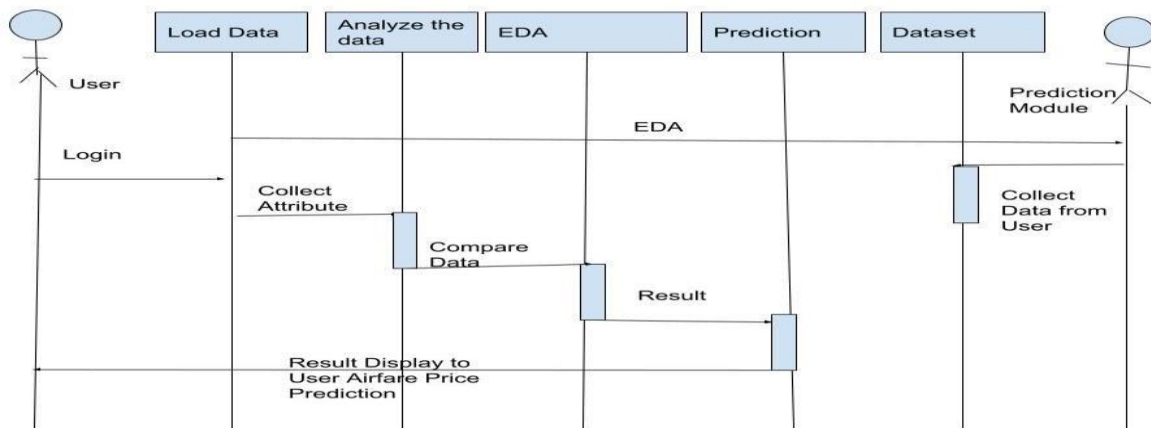 Load Data
Analyze the
data
EDA
Prediction
Dataset
User
Prediction
Module
EDA
Login
Collect
Attribute
Collect
Data from
User
Compare
Data
Result
Result Display to
User Airfare Price
Prediction